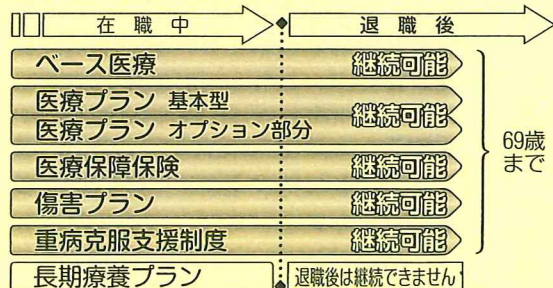 在職中 退職後
ベース医療 継続可能
医療プラン 基本型
医療プラン オプション部分 継続可能
医療保障保険 継続可能
傷害プラン 継続可能
重病克服支援制度 継続可能
69歳
まで
長期療養プラン 退職後は継続できません